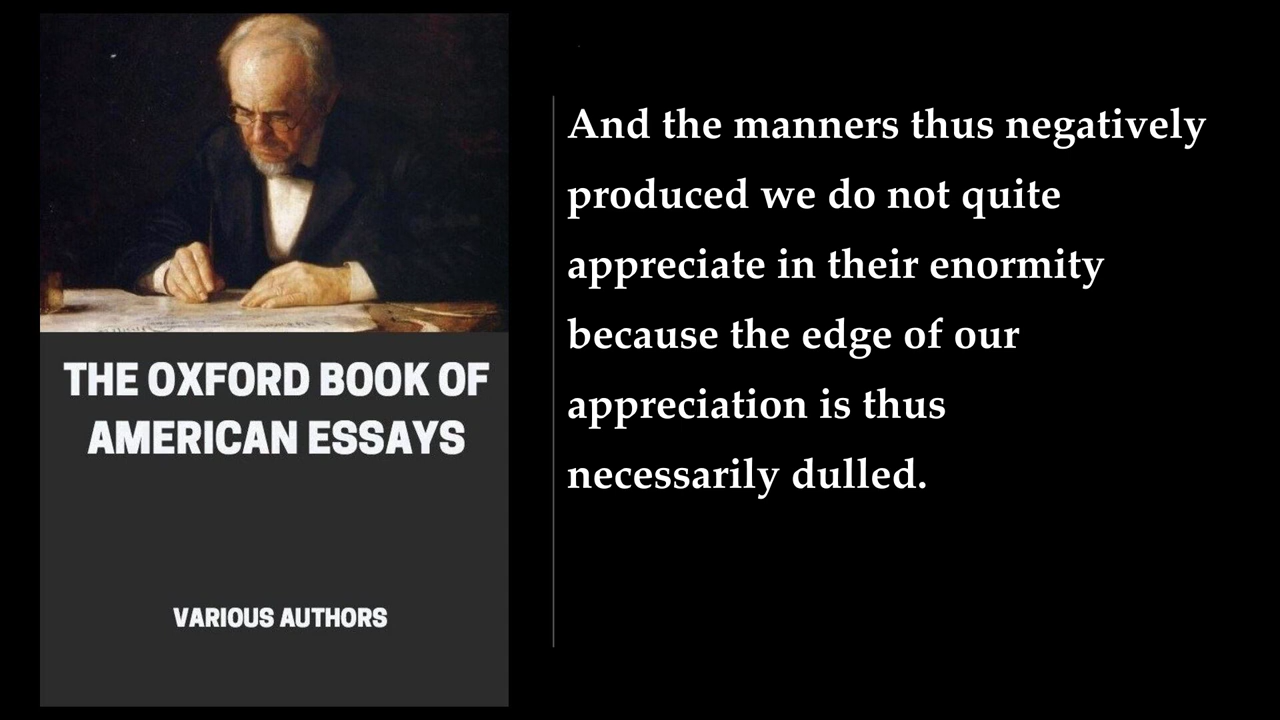 THE OXFORD BOOK OF
AMERICAN ESSAYS
VARIOUS AUTHORS
And the manners thus negatively
produced we do not quite
appreciate in their enormity
because the edge of our
appreciation is thus
necessarily dulled.